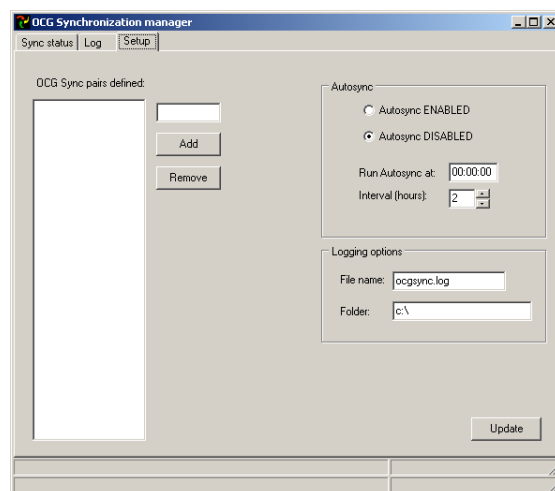 OCG Synchronization manager
Sync status Log Setup
OCG Sync pairs defined:
Add
Remove
Autosync
Autosync ENABLED
Autosync DISABLED
Run Autosync at: 00:00:00
Interval (hours): 2
Logging options
File name: ocgsync.log
Folder: c:\
Update